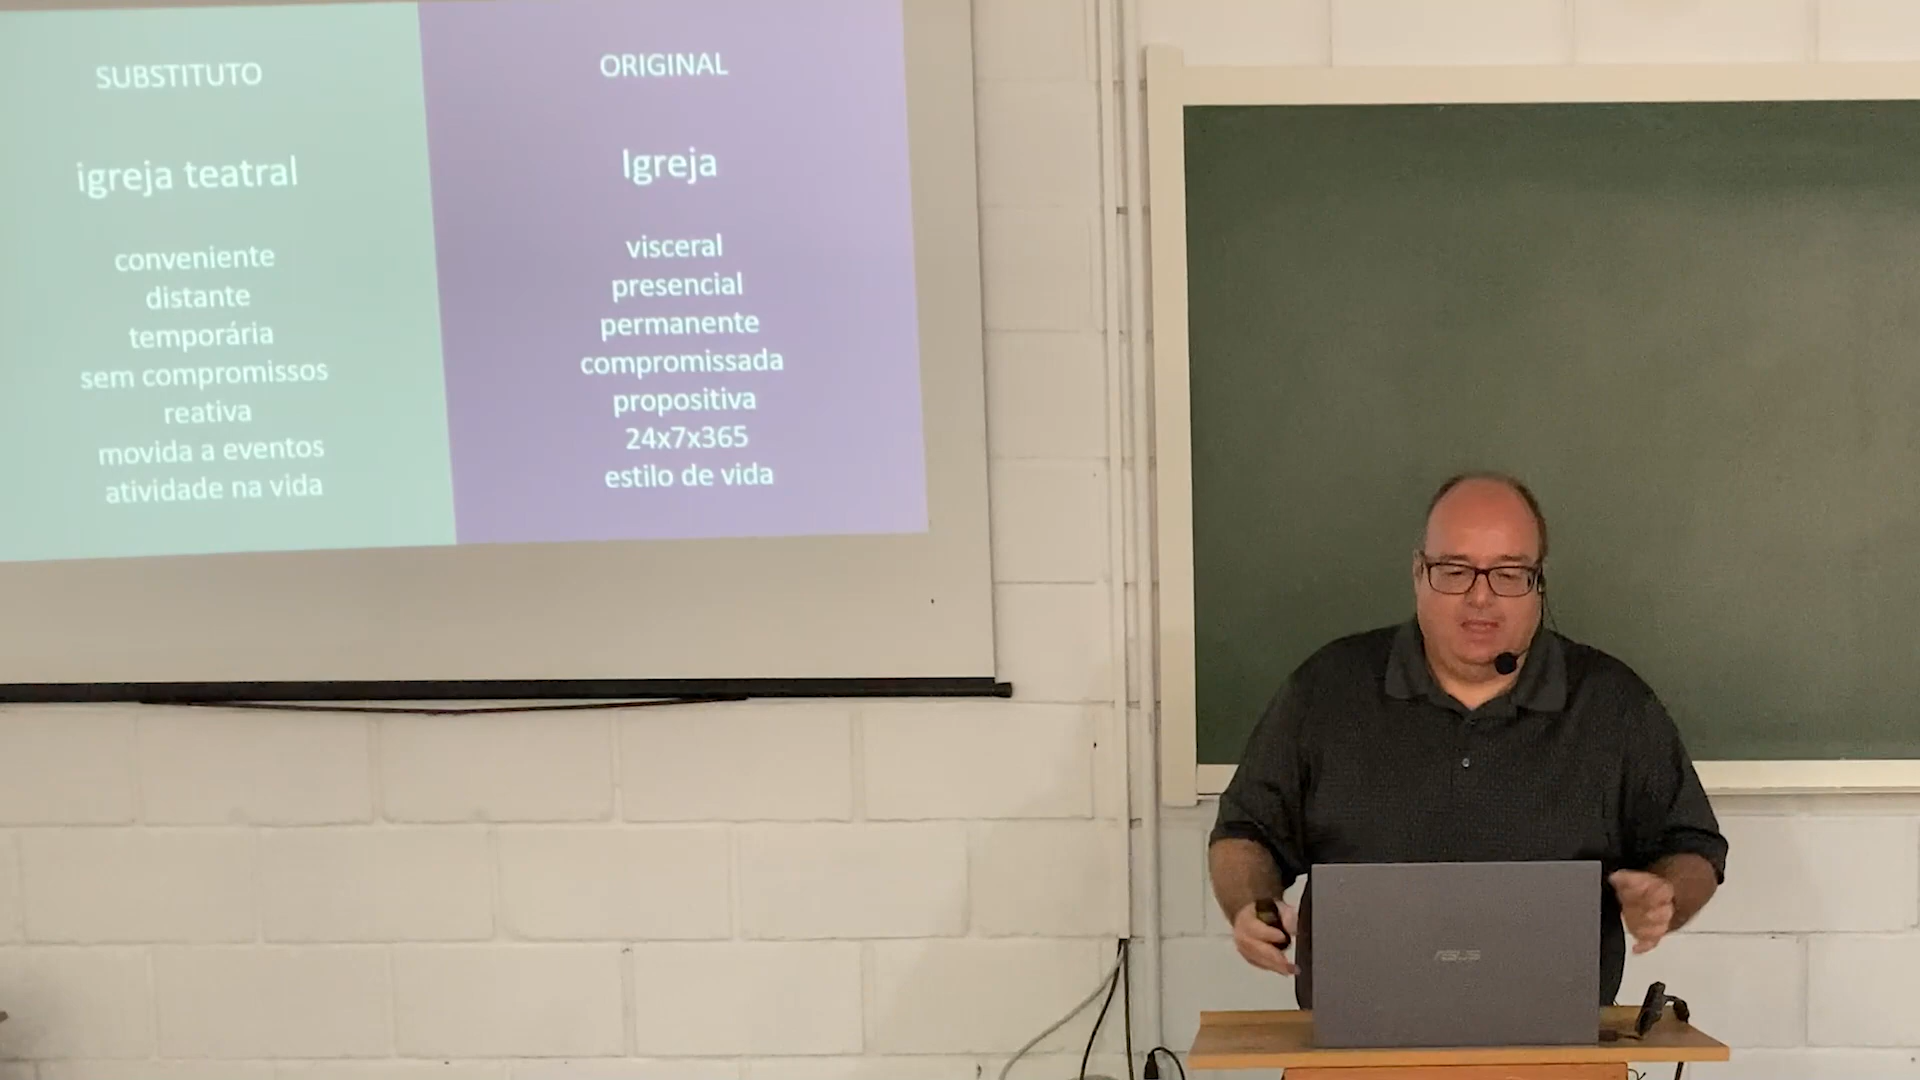 SUBSTITUTO
igreja teatral
conveniente
distante
temporária
sem compromissos
reativa
movida a eventos
atividade na vida
ORIGINAL
Igreja
visceral
presencial
permanente
compromissada
propositiva
24x7x365
estilo de vida
ASUS